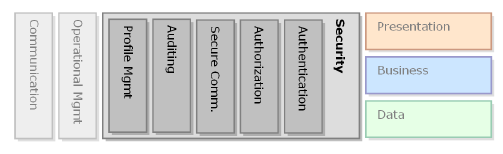 Communication
Operational Mgmt
Profile Mgmt
Auditing
Secure Comm.
Authorization
Authentication
Security
Presentation
Business
Data